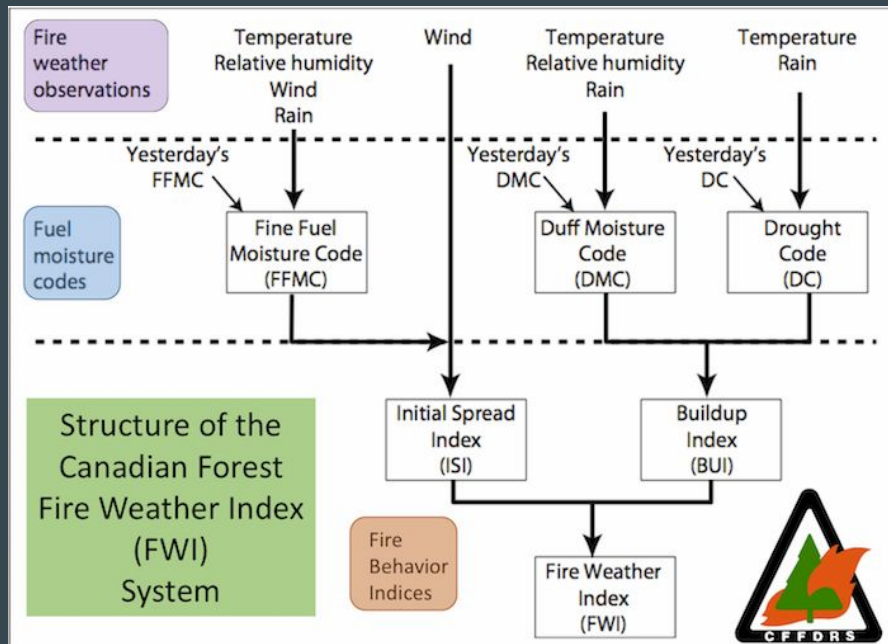 Fire
weather
observations
Temperature
Relative humidity
Wind
Rain
Wind
Temperature
Relative humidity
Rain
Temperature
Rain
Yesterday's
FFMC
Yesterday's
DMC
Yesterday's
DC
Fuel
moisture
codes
Fine Fuel
Moisture Code
(FFMC)
Duff Moisture
Code
(DMC)
Drought
Code
(DC)
Structure of the
Canadian Forest
Fire Weather Index
(FWI)
System
Initial Spread
Index
(ISI)
Buildup
Index
(BUI)
Fire
Behavior
Indices
Fire Weather
Index
(FWI)
CFFDRS